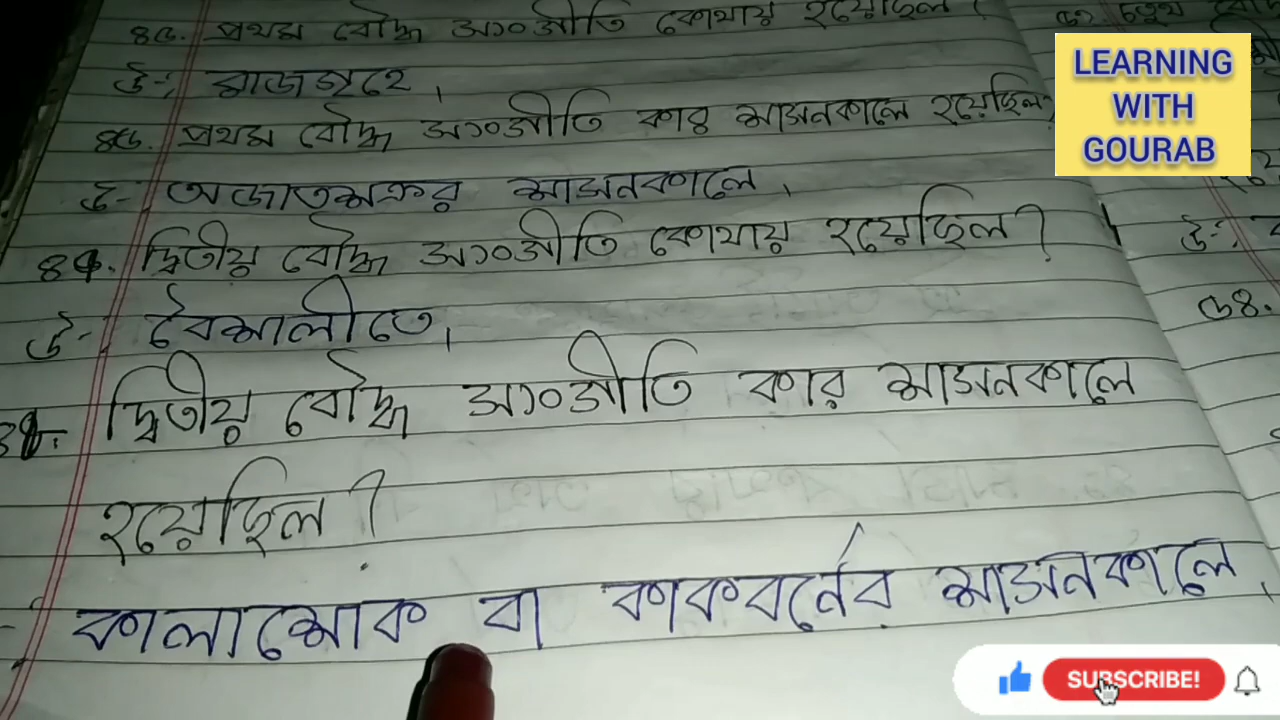 ৪৫. প্রথম বৌদ্ধ সংগীতি কোথায় হয়েছিল?
উ:- রাজগৃহে।
৪৬. প্রথম বৌদ্ধ সংগীতি কার শাসনকালে হয়েছিল?
উ:- অজাতশত্রুর শাসনকালে।
৪৭. দ্বিতীয় বৌদ্ধ সংগীতি কোথায় হয়েছিল?
উ:- বৈশালীতে।
দ্বিতীয় বৌদ্ধ সংগীতি কার শাসনকালে
হয়েছিল?
কালাশোক বা কাকবর্নের শাসনকালে।
উ:-
৬৪.
LEARNING
WITH
GOURAB
SUBSCRIBE!